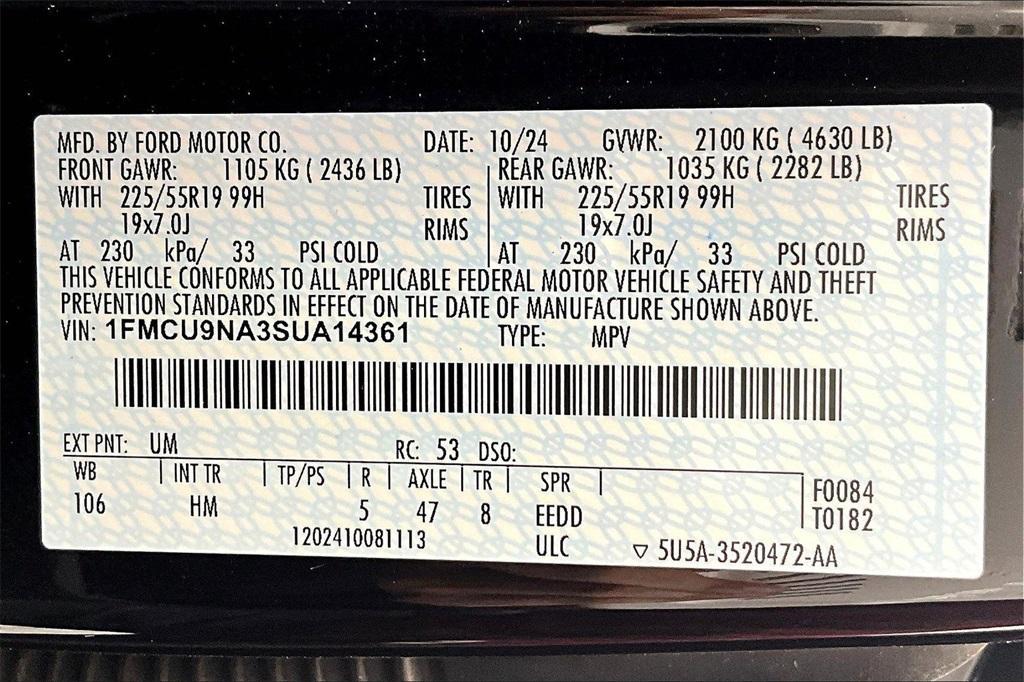 MFD. BY FORD MOTOR CO. DATE: 10/24 GVWR: 2100 KG ( 4630 LB)
FRONT GAWR: 1105 KG ( 2436 LB) REAR GAWR: 1035 KG ( 2282 LB)
WITH 225/55R19 99H TIRES WITH 225/55R19 99H TIRES
19x7.0J RIMS 19x7.0J RIMS
AT 230 kPa/ 33 PSI COLD AT 230 kPa/ 33 PSI COLD
THIS VEHICLE CONFORMS TO ALL APPLICABLE FEDERAL MOTOR VEHICLE SAFETY AND THEFT
PREVENTION STANDARDS IN EFFECT ON THE DATE OF MANUFACTURE SHOWN ABOVE.
VIN: 1FMCU9NA3SUA14361 TYPE: MPV
EXT PNT: UM RC: 53 DSO:
WB | INT TR | TP/PS | R | AXLE | TR | SPR | F0084
106 HM 5 47 8 EEDD T0182
1202410081113 ULC ▽ 5U5A-3520472-AA